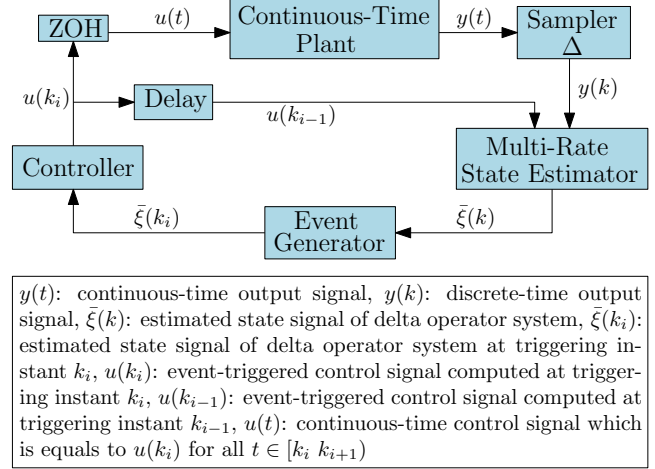 ZOH
u(t)
Continuous-Time
Plant
y(t)
Sampler
Δ
u(k_i)
Delay
u(k_{i−1})
y(k)
Controller
Multi-Rate
State Estimator
ξ̄(k_i)
Event
Generator
ξ̄(k)
y(t): continuous-time output signal, y(k): discrete-time output
signal, ξ̄(k): estimated state signal of delta operator system, ξ̄(k_i):
estimated state signal of delta operator system at triggering in-
stant k_i, u(k_i): event-triggered control signal computed at trigger-
ing instant k_i, u(k_{i−1}): event-triggered control signal computed at
triggering instant k_{i−1}, u(t): continuous-time control signal which
is equals to u(k_i) for all t ∈ [k_i k_{i+1})